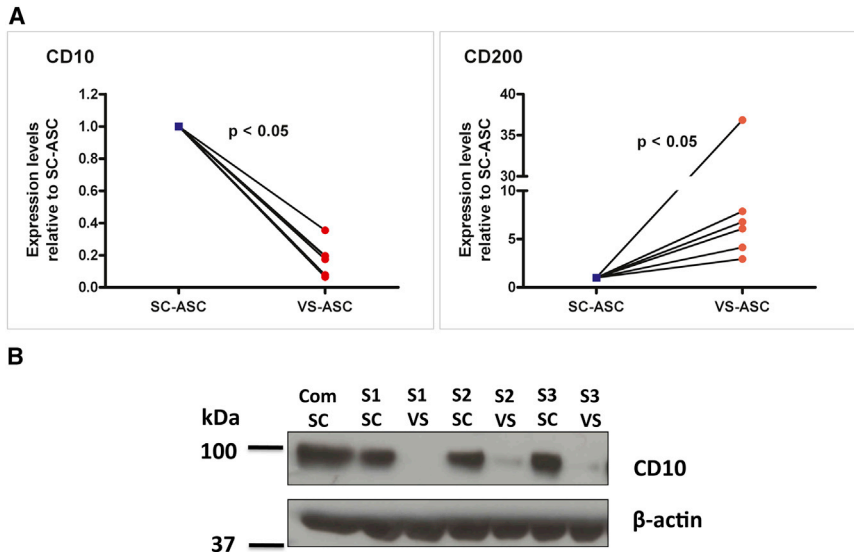 A
CD10
Expression levels
relative to SC-ASC
1.2
1.0
0.8
0.6
0.4
0.2
0.0
p < 0.05
SC-ASC
VS-ASC
CD200
Expression levels
relative to SC-ASC
40
35
30
10
5
0
p < 0.05
SC-ASC
VS-ASC
B
Com S1 S1 S2 S2 S3 S3
SC SC VS SC VS SC VS
kDa
100
CD10
β-actin
37